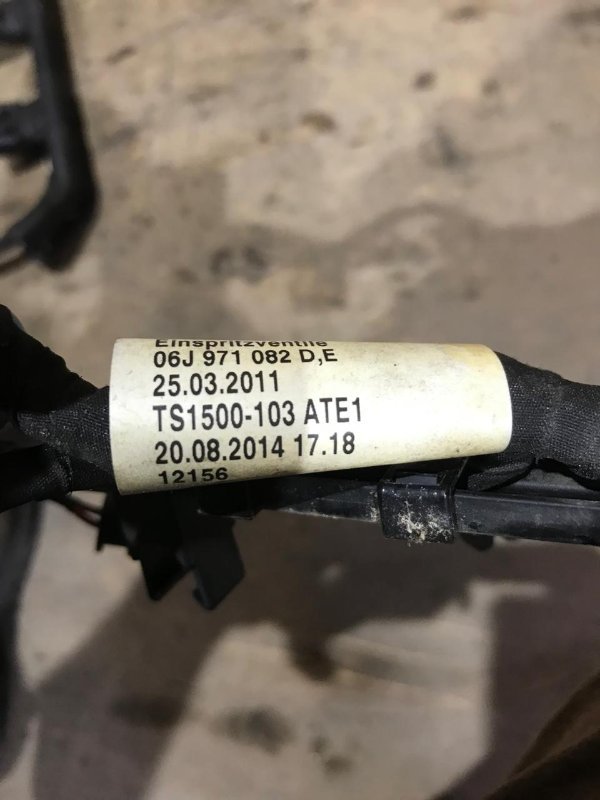 Einspritzventile
06J 971 082 D,E
25.03.2011
TS1500-103 ATE1
20.08.2014 17.18
12156